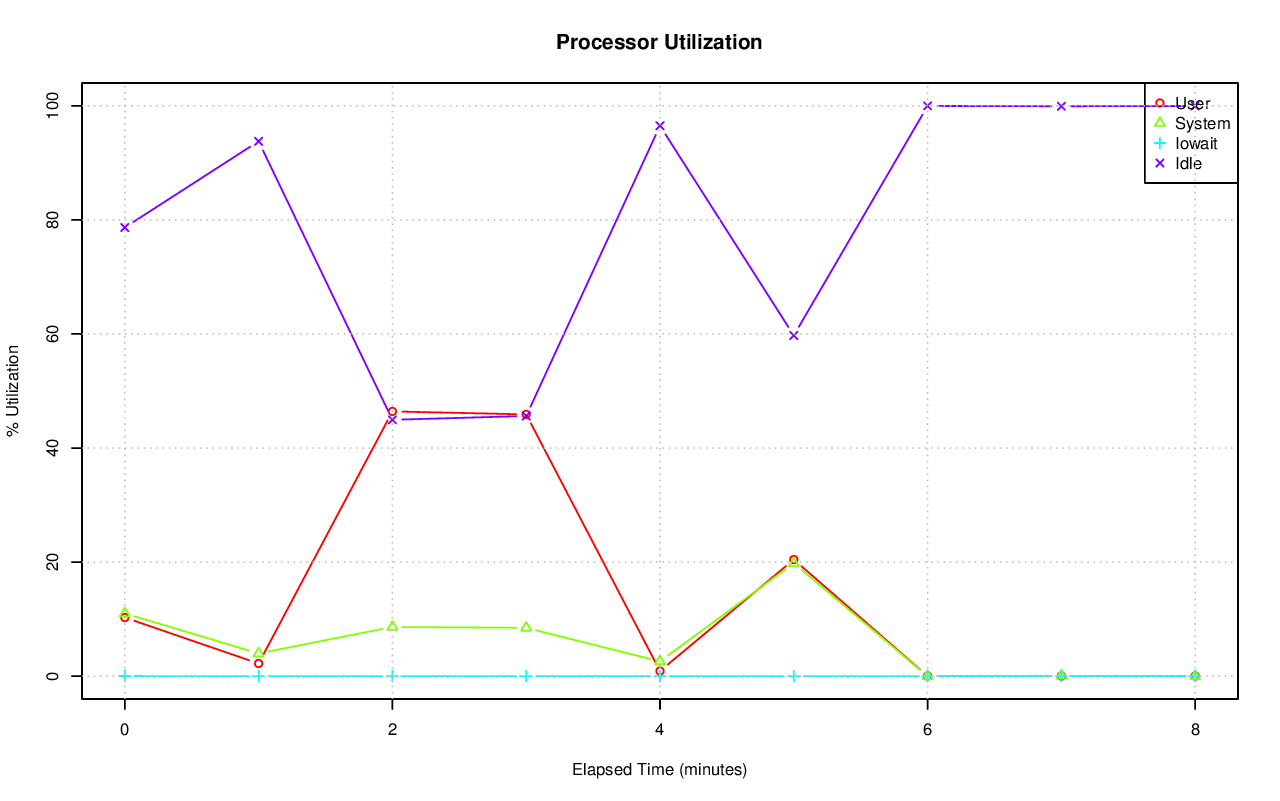 Processor Utilization
% Utilization
100
80
60
40
20
0
User
System
Iowait
Idle
0 2 4 6 8
Elapsed Time (minutes)